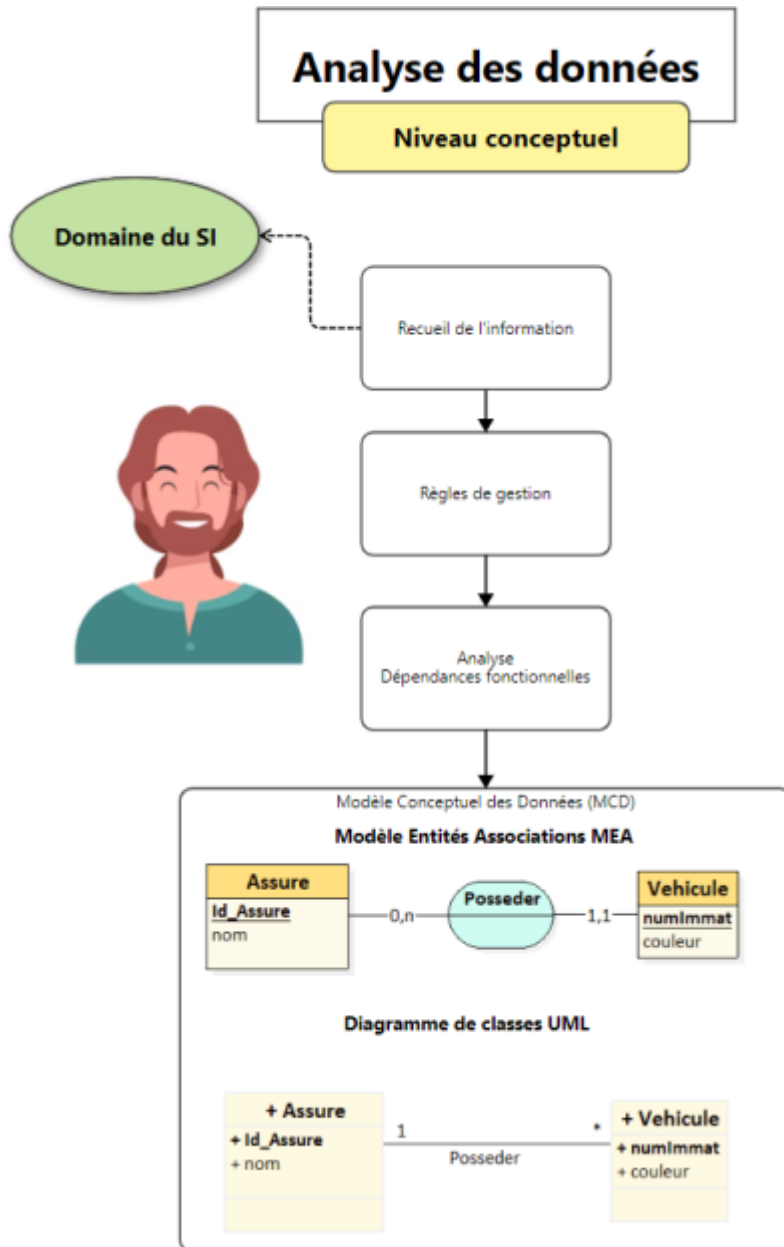 Analyse des données
Niveau conceptuel
Domaine du SI
Recueil de l'information
Règles de gestion
Analyse
Dépendances fonctionnelles
Modèle Conceptuel des Données (MCD)
Modèle Entités Associations MEA
Assure
Id_Assure
nom
0,n
Posseder
1,1
Vehicule
numImmat
couleur
Diagramme de classes UML
+ Assure
+ Id_Assure
+ nom
1
*
Posseder
+ Vehicule
+ numImmat
+ couleur